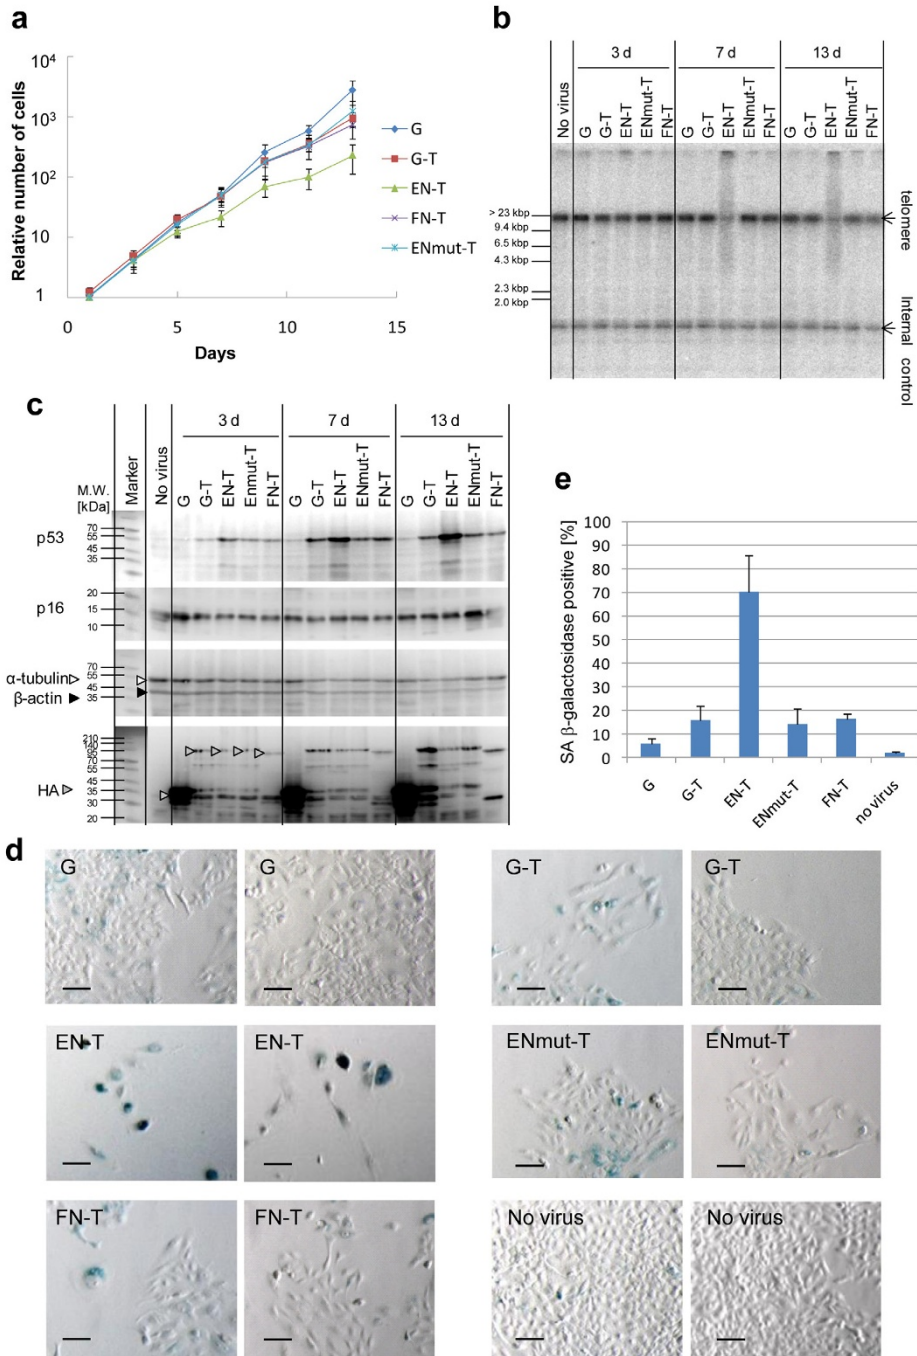 a
Relative number of cells
10⁴
10³
10²
10
1
0
5
10
15
Days
G
G-T
EN-T
FN-T
ENmut-T
b
3 d
7 d
13 d
No virus
G
G-T
EN-T
ENmut-T
FN-T
G
G-T
EN-T
ENmut-T
FN-T
G
G-T
EN-T
ENmut-T
FN-T
> 23 kbp
9.4 kbp
6.5 kbp
4.3 kbp
2.3 kbp
2.0 kbp
telomere
Internal control
c
3 d
7 d
13 d
M.W.
[kDa]
Marker
No virus
G
G-T
EN-T
Enmut-T
FN-T
G
G-T
EN-T
ENmut-T
FN-T
G
G-T
EN-T
ENmut-T
FN-T
p53
70
55
45
35
p16
20
15
10
α-tubulin
β-actin
70
55
45
35
HA
210
140
95
70
55
45
35
30
20
e
SA β-galactosidase positive [%]
100
90
80
70
60
50
40
30
20
10
0
G
G-T
EN-T
ENmut-T
FN-T
no virus
d
G
G
G-T
G-T
EN-T
EN-T
ENmut-T
ENmut-T
FN-T
FN-T
No virus
No virus